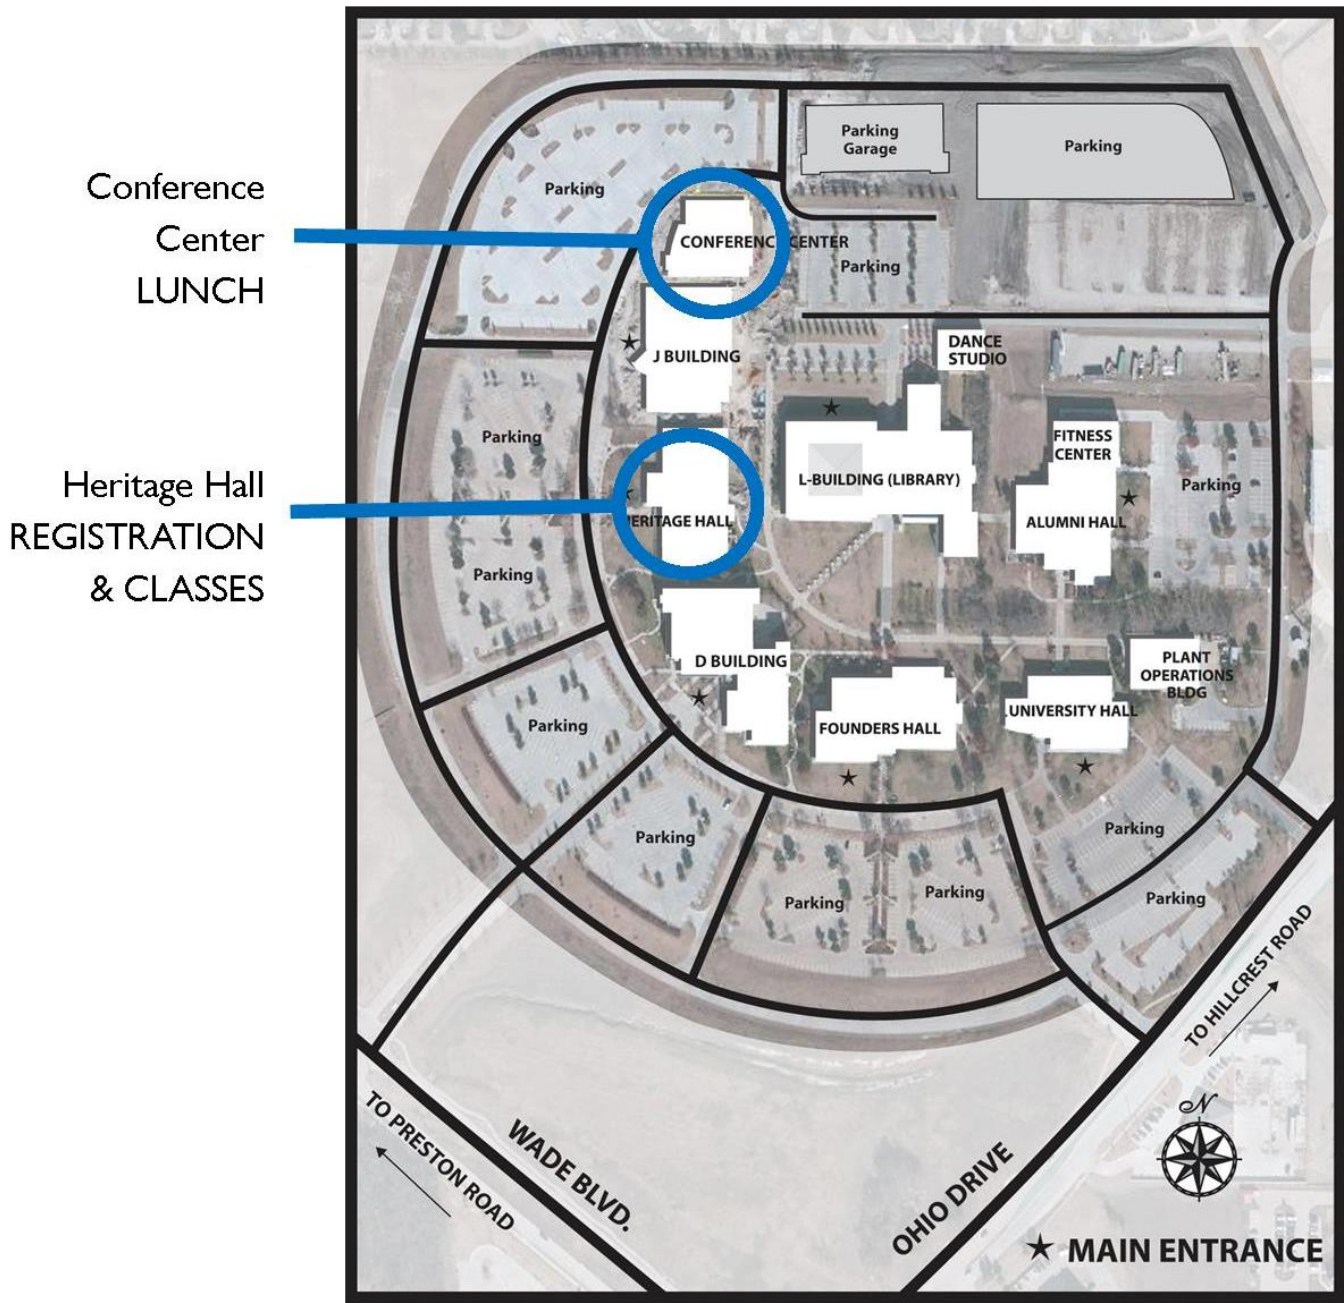 Conference
Center
LUNCH
Heritage Hall
REGISTRATION
& CLASSES
Parking
Garage
Parking
Parking
CONFERENCE CENTER
Parking
J BUILDING
DANCE
STUDIO
Parking
FITNESS
CENTER
L-BUILDING (LIBRARY)
Parking
HERITAGE HALL
ALUMNI HALL
Parking
D BUILDING
PLANT
OPERATIONS
BLDG
Parking
FOUNDERS HALL
UNIVERSITY HALL
Parking
Parking
Parking
Parking
Parking
TO HILLCREST ROAD
TO PRESTON ROAD
WADE BLVD.
OHIO DRIVE
N
★ MAIN ENTRANCE